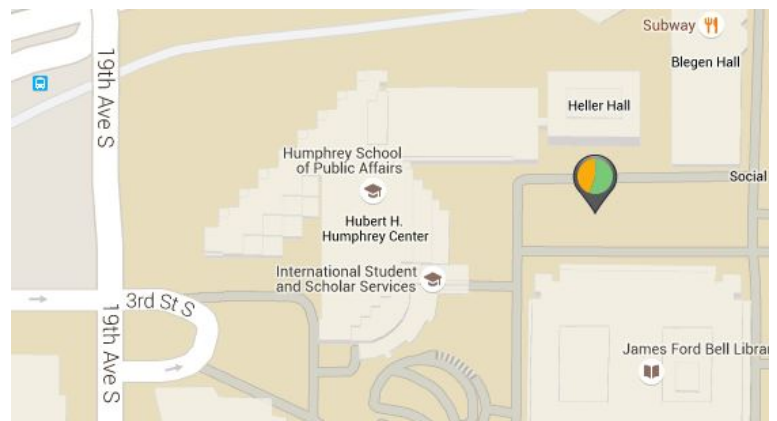 Subway
Blegen Hall
19th Ave S
Heller Hall
Humphrey School
of Public Affairs
Social
Hubert H.
Humphrey Center
International Student
and Scholar Services
3rd St S
19th Ave S
James Ford Bell Librar